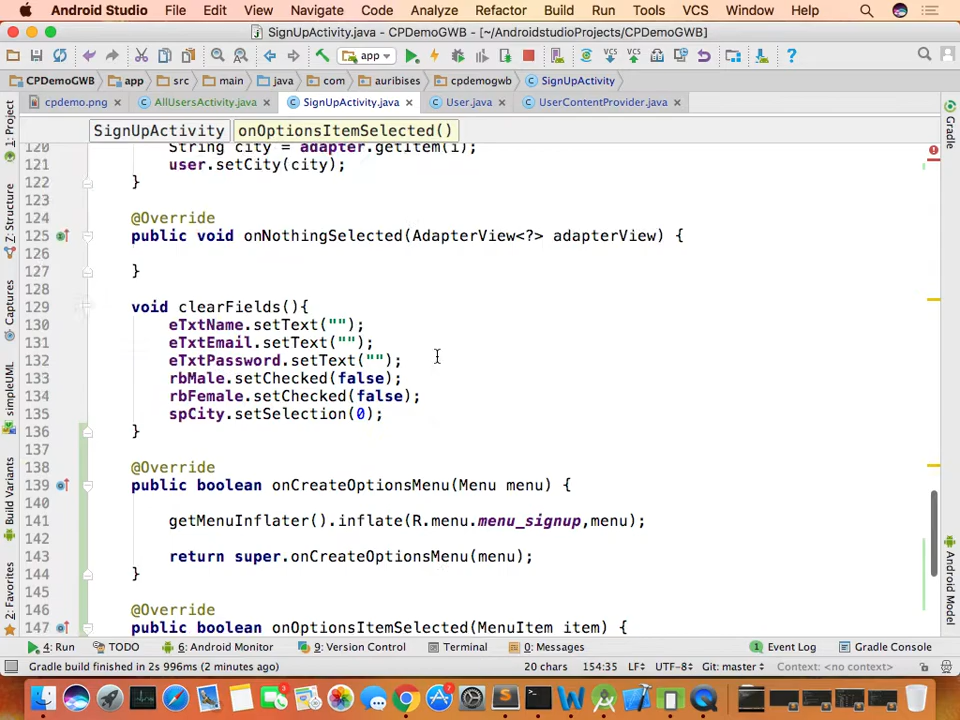 Android Studio File Edit View Navigate Code Analyze Refactor Build Run Tools VCS Window Help
SignUpActivity.java - CPDemoGWB - [~/AndroidstudioProjects/CPDemoGWB]
app VCS VCS ?
CPDemoGWB app src main java com auribises cpdemogwb SignUpActivity
cpdemo.png AllUsersActivity.java SignUpActivity.java User.java UserContentProvider.java
SignUpActivity onOptionsItemSelected()
120 String city = adapter.getItem(i);
121 user.setCity(city);
122 }
123
124 @Override
125 public void onNothingSelected(AdapterView<?> adapterView) {
126
127 }
128
129 void clearFields(){
130 eTxtName.setText("");
131 eTxtEmail.setText("");
132 eTxtPassword.setText("");
133 rbMale.setChecked(false);
134 rbFemale.setChecked(false);
135 spCity.setSelection(0);
136 }
137
138 @Override
139 public boolean onCreateOptionsMenu(Menu menu) {
140
141 getMenuInflater().inflate(R.menu.menu_signup,menu);
142
143 return super.onCreateOptionsMenu(menu);
144 }
145
146 @Override
147 public boolean onOptionsItemSelected(MenuItem item) {
1: Project
7: Structure
Captures
simpleUML
Build Variants
2: Favorites
Gradle
Android Model
4: Run TODO 6: Android Monitor 9: Version Control Terminal 0: Messages Event Log Gradle Console
Gradle build finished in 2s 996ms (2 minutes ago) 20 chars 154:35 LF÷ UTF-8÷ Git: master÷ Context: <no context>